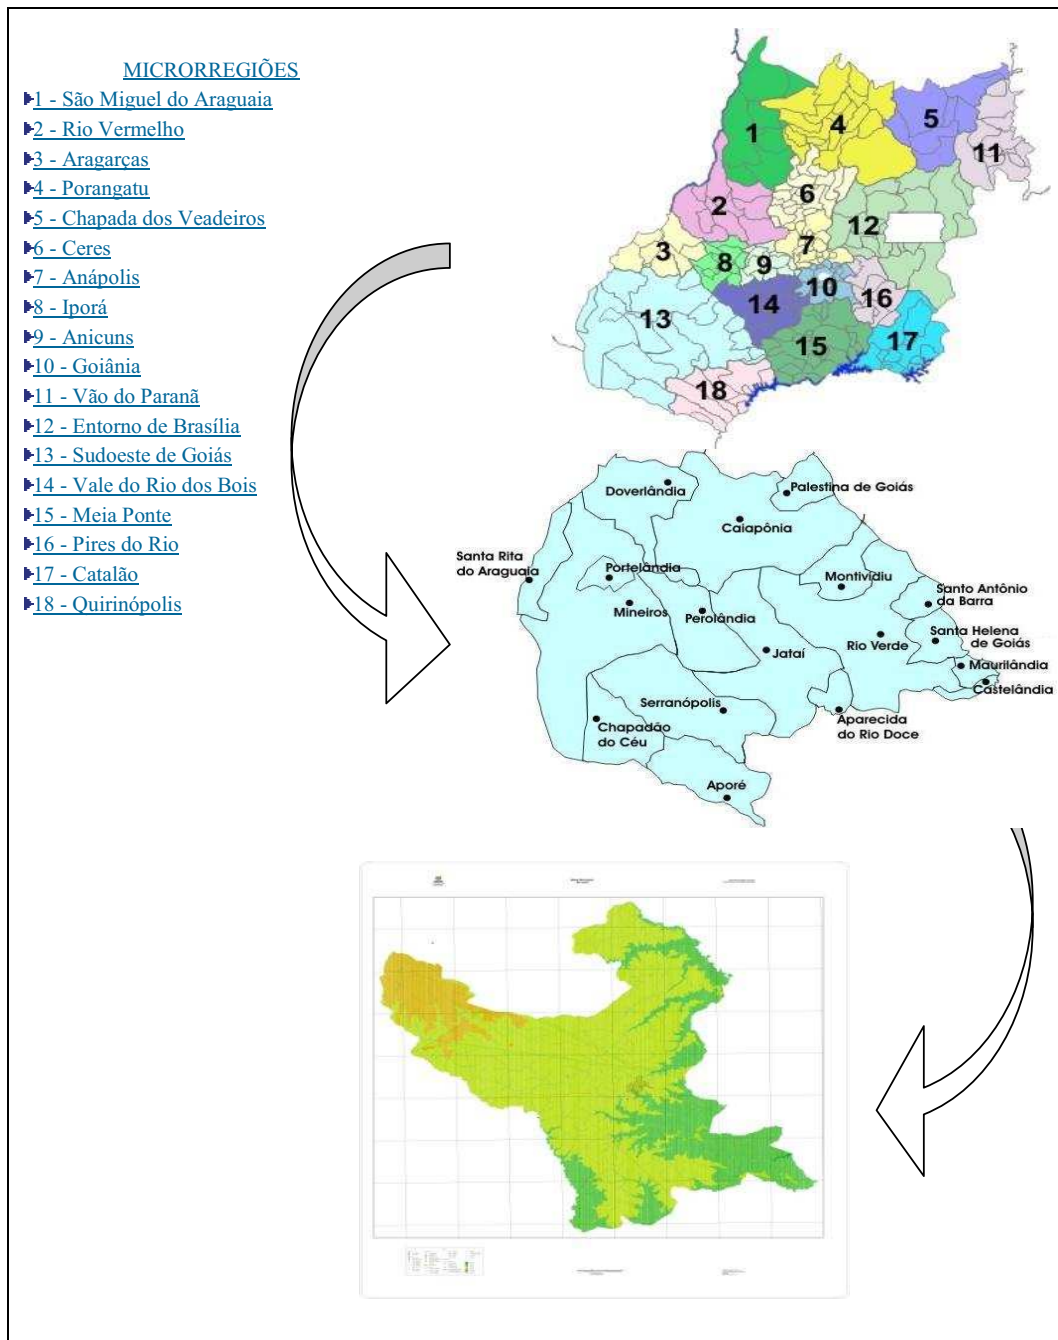 MICRORREGIÕES
1 - São Miguel do Araguaia
2 - Rio Vermelho
3 - Aragarças
4 - Porangatu
5 - Chapada dos Veadeiros
6 - Ceres
7 - Anápolis
8 - Iporá
9 - Anicuns
10 - Goiânia
11 - Vão do Paranã
12 - Entorno de Brasília
13 - Sudoeste de Goiás
14 - Vale do Rio dos Bois
15 - Meia Ponte
16 - Pires do Rio
17 - Catalão
18 - Quirinópolis
1
4
5
11
2
6
12
3
7
8
9
10
16
14
13
15
17
18
Doverlândia
Palestina de Goiás
Caiapônia
Santa Rita
do Araguaia
Portelândia
Montividiu
Santo Antônio
da Barra
Mineiros
Perolândia
Rio Verde
Santa Helena
de Goiás
Jataí
Maurilândia
Castelândia
Serranópolis
Chapadão
do Céu
Aparecida
do Rio Doce
Aporé